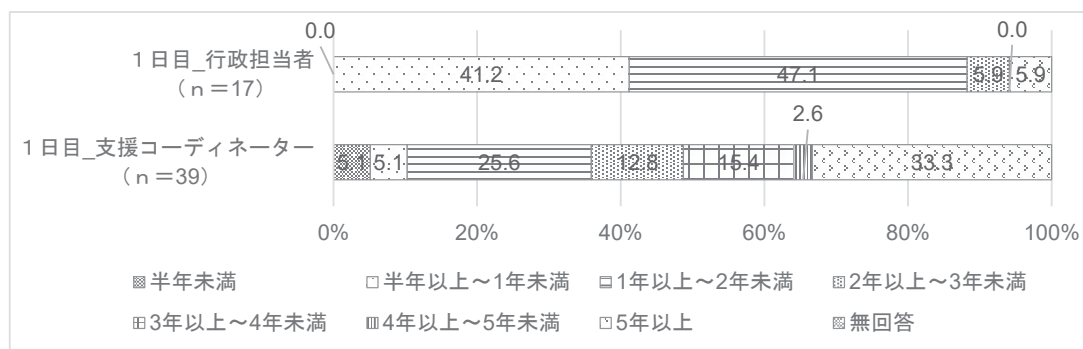 0.0
0.0
1日目_行政担当者
(n=17)
41.2
47.1
5.9
5.9
2.6
1日目_支援コーディネーター
(n=39)
5.1
5.1
25.6
12.8
15.4
33.3
0%
20%
40%
60%
80%
100%
半年未満
半年以上~1年未満
1年以上~2年未満
2年以上~3年未満
3年以上~4年未満
4年以上~5年未満
5年以上
無回答